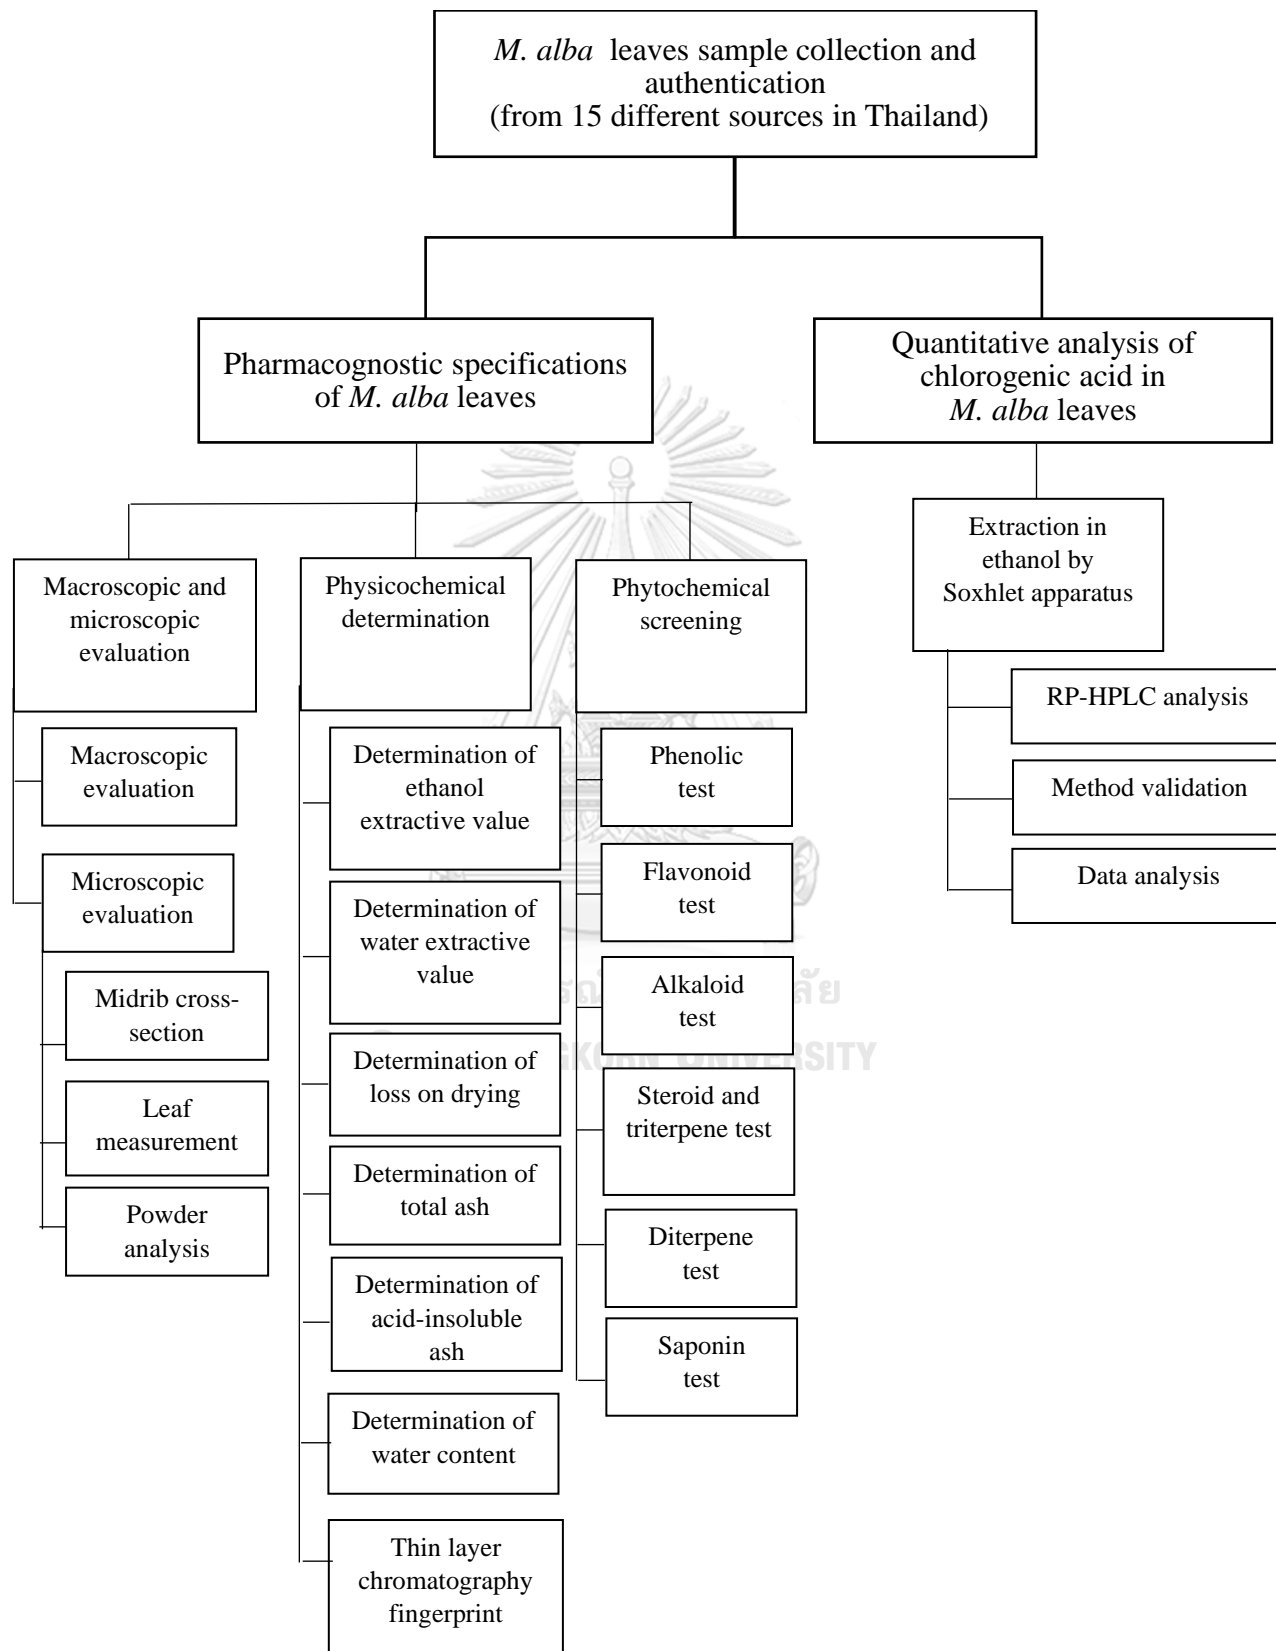 M. alba leaves sample collection and
authentication
(from 15 different sources in Thailand)
Pharmacognostic specifications
of M. alba leaves
Quantitative analysis of
chlorogenic acid in
M. alba leaves
Macroscopic and
microscopic
evaluation
Macroscopic
evaluation
Microscopic
evaluation
Midrib cross-
section
Leaf
measurement
Powder
analysis
Physicochemical
determination
Determination of
ethanol
extractive value
Determination of
water extractive
value
Determination of
loss on drying
Determination of
total ash
Determination of
acid-insoluble
ash
Determination of
water content
Thin layer
chromatography
fingerprint
Phytochemical
screening
Phenolic
test
Flavonoid
test
Alkaloid
test
Steroid and
triterpene test
Diterpene
test
Saponin
test
Extraction in
ethanol by
Soxhlet apparatus
RP-HPLC analysis
Method validation
Data analysis
UNIVERSITY